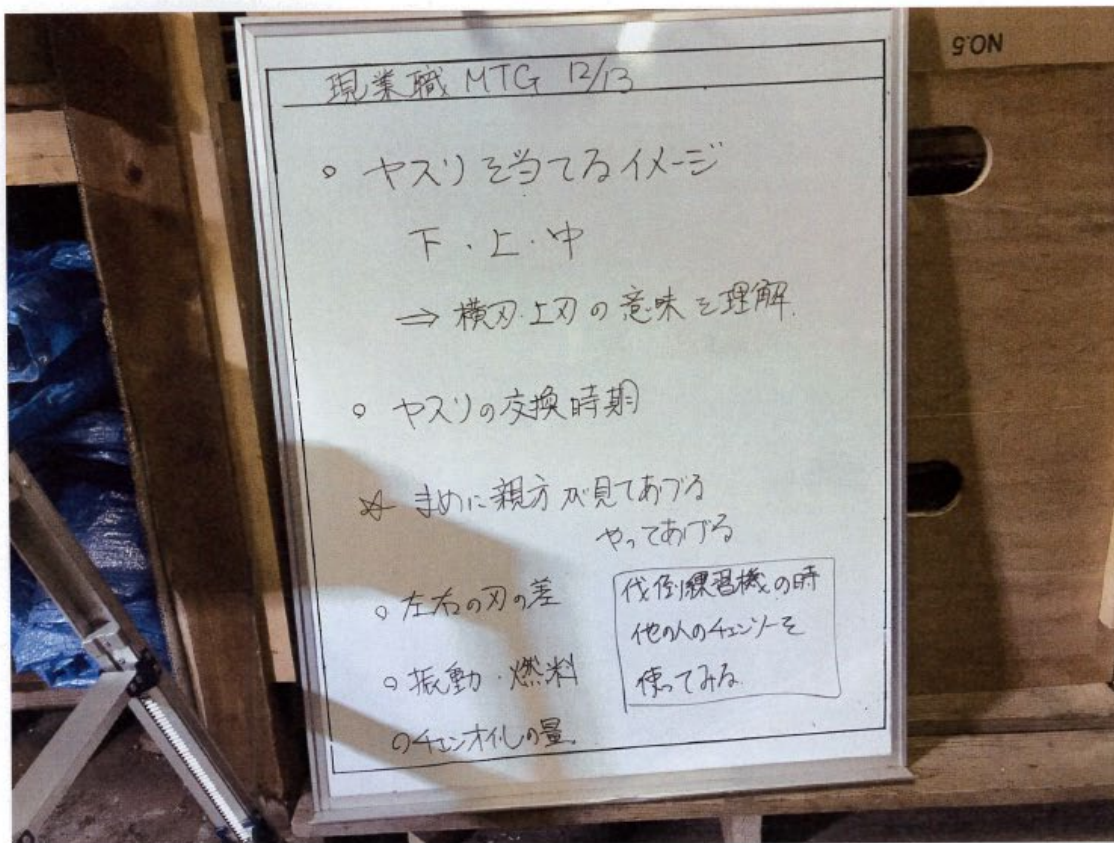 現業職 MTG 12/13
○ ヤスリを当てるイメージ
下・上・中
⇒ 横刃・上刃の意味を理解.
○ ヤスリの交換時期
☆ まめに親方が見てあげる
やってあげる
○ 左右の刃の差
○ 振動・燃料
○ チェンオイルの量.
伐倒練習機の時
他の人のチェンソーを
使ってみる.
NO.5